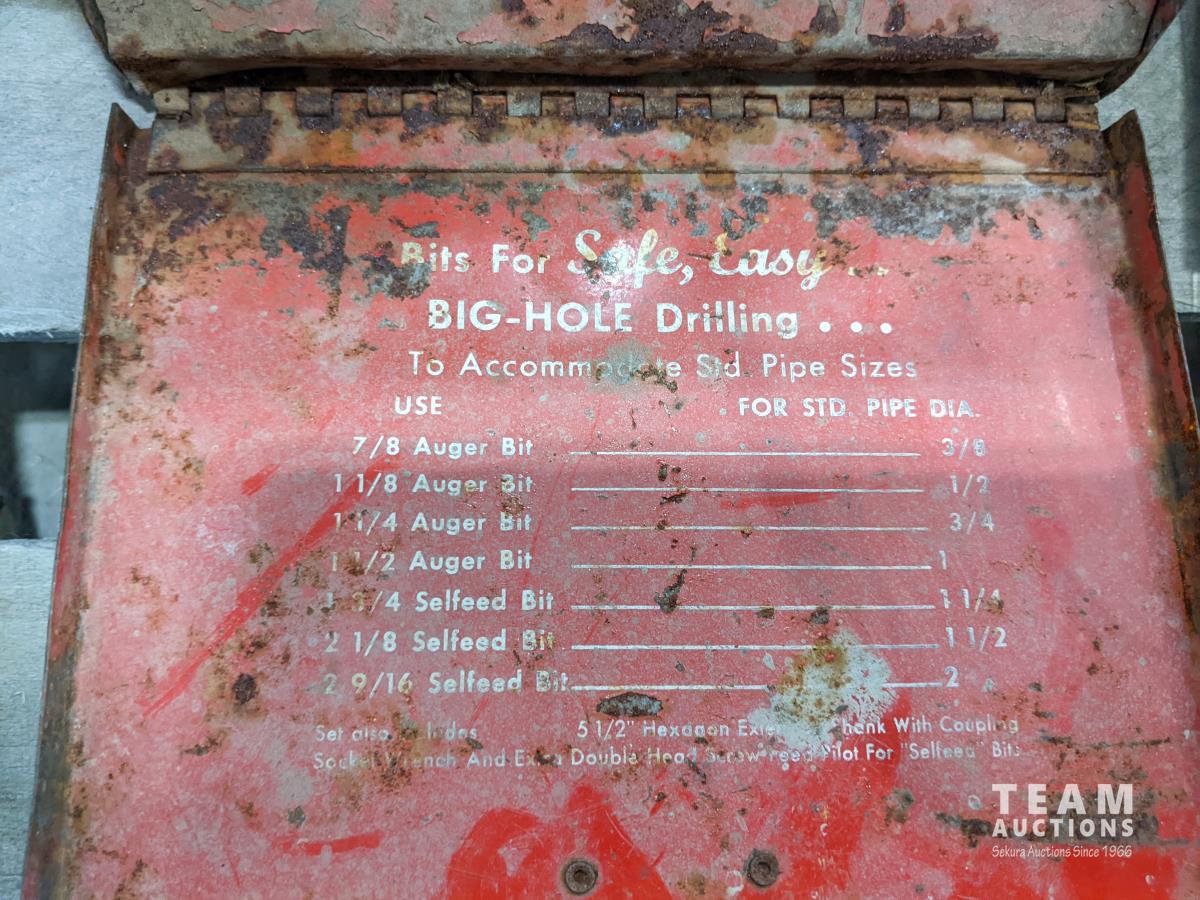 Bits For Safe, Easy ...
BIG-HOLE Drilling ...
To Accommodate Std. Pipe Sizes
USE FOR STD. PIPE DIA.
7/8 Auger Bit 3/8
1 1/8 Auger Bit 1/2
1 1/4 Auger Bit 3/4
1 1/2 Auger Bit 1
1 3/4 Selfeed Bit 1 1/4
2 1/8 Selfeed Bit 1 1/2
2 9/16 Selfeed Bit 2
Set also Includes 5 1/2" Hexagon Extension Shank With Coupling
Socket Wrench And Extra Double Head Screw-Feed Pilot For "Selfeed" Bits
TEAM
AUCTIONS
Sekura Auctions Since 1966